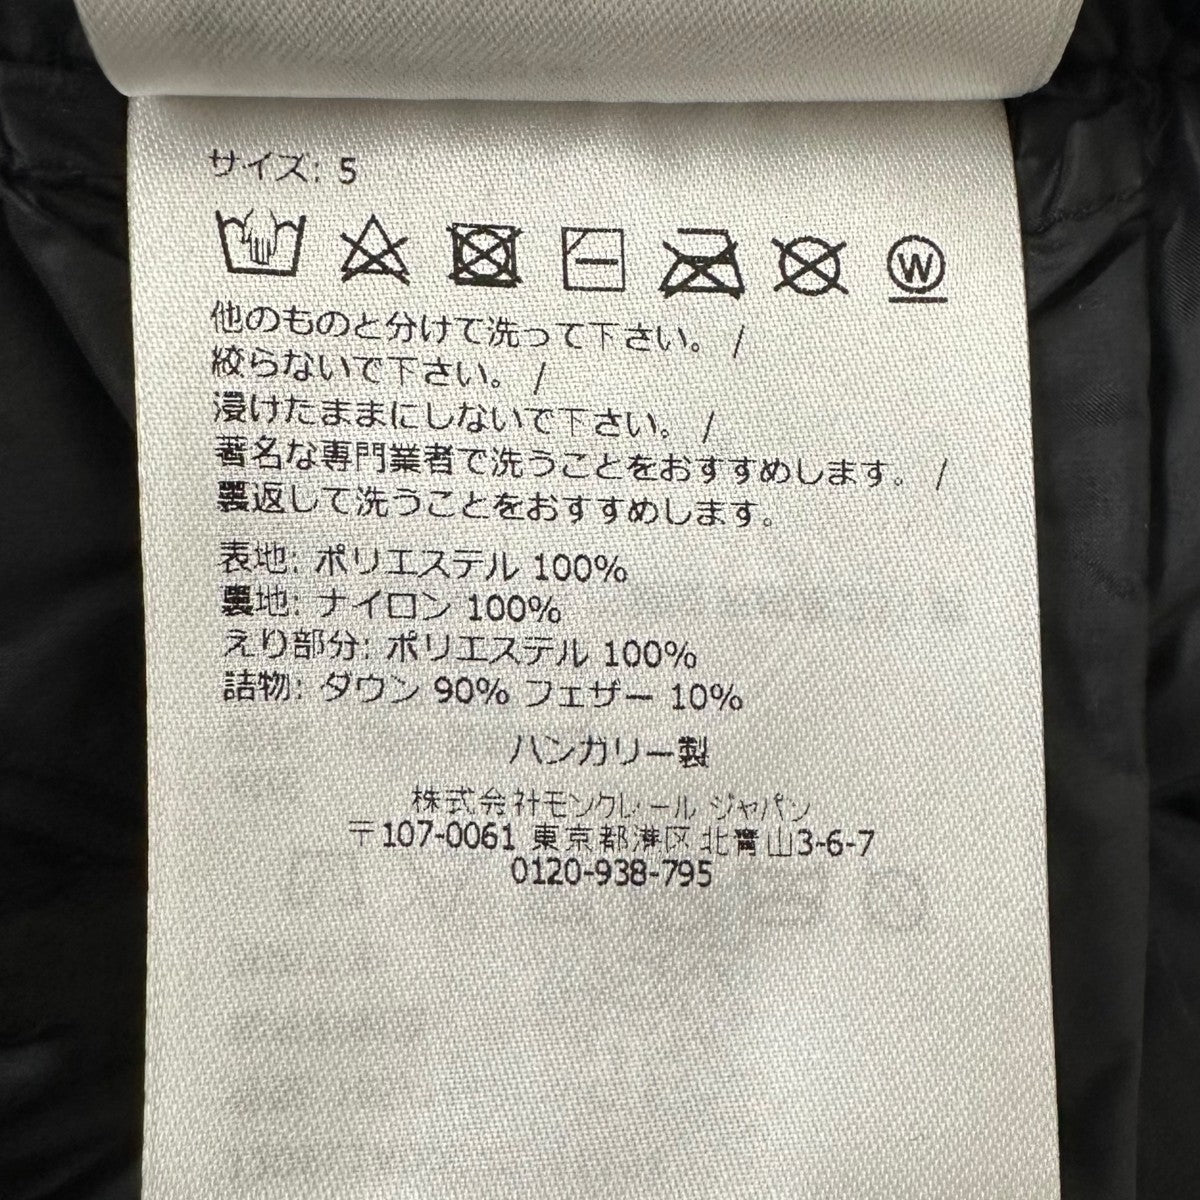 サイズ: 5
W
他のものと分けて洗って下さい。 /
絞らないで下さい。 /
浸けたままにしないで下さい。 /
著名な専門業者で洗うことをおすすめします。 /
裏返して洗うことをおすすめします。
表地: ポリエステル 100%
裏地: ナイロン 100%
えり部分: ポリエステル 100%
詰物: ダウン 90% フェザー 10%
ハンガリー製
株式会社モンクレール ジャパン
〒107-0061 東京都港区北青山3-6-7
0120-938-795